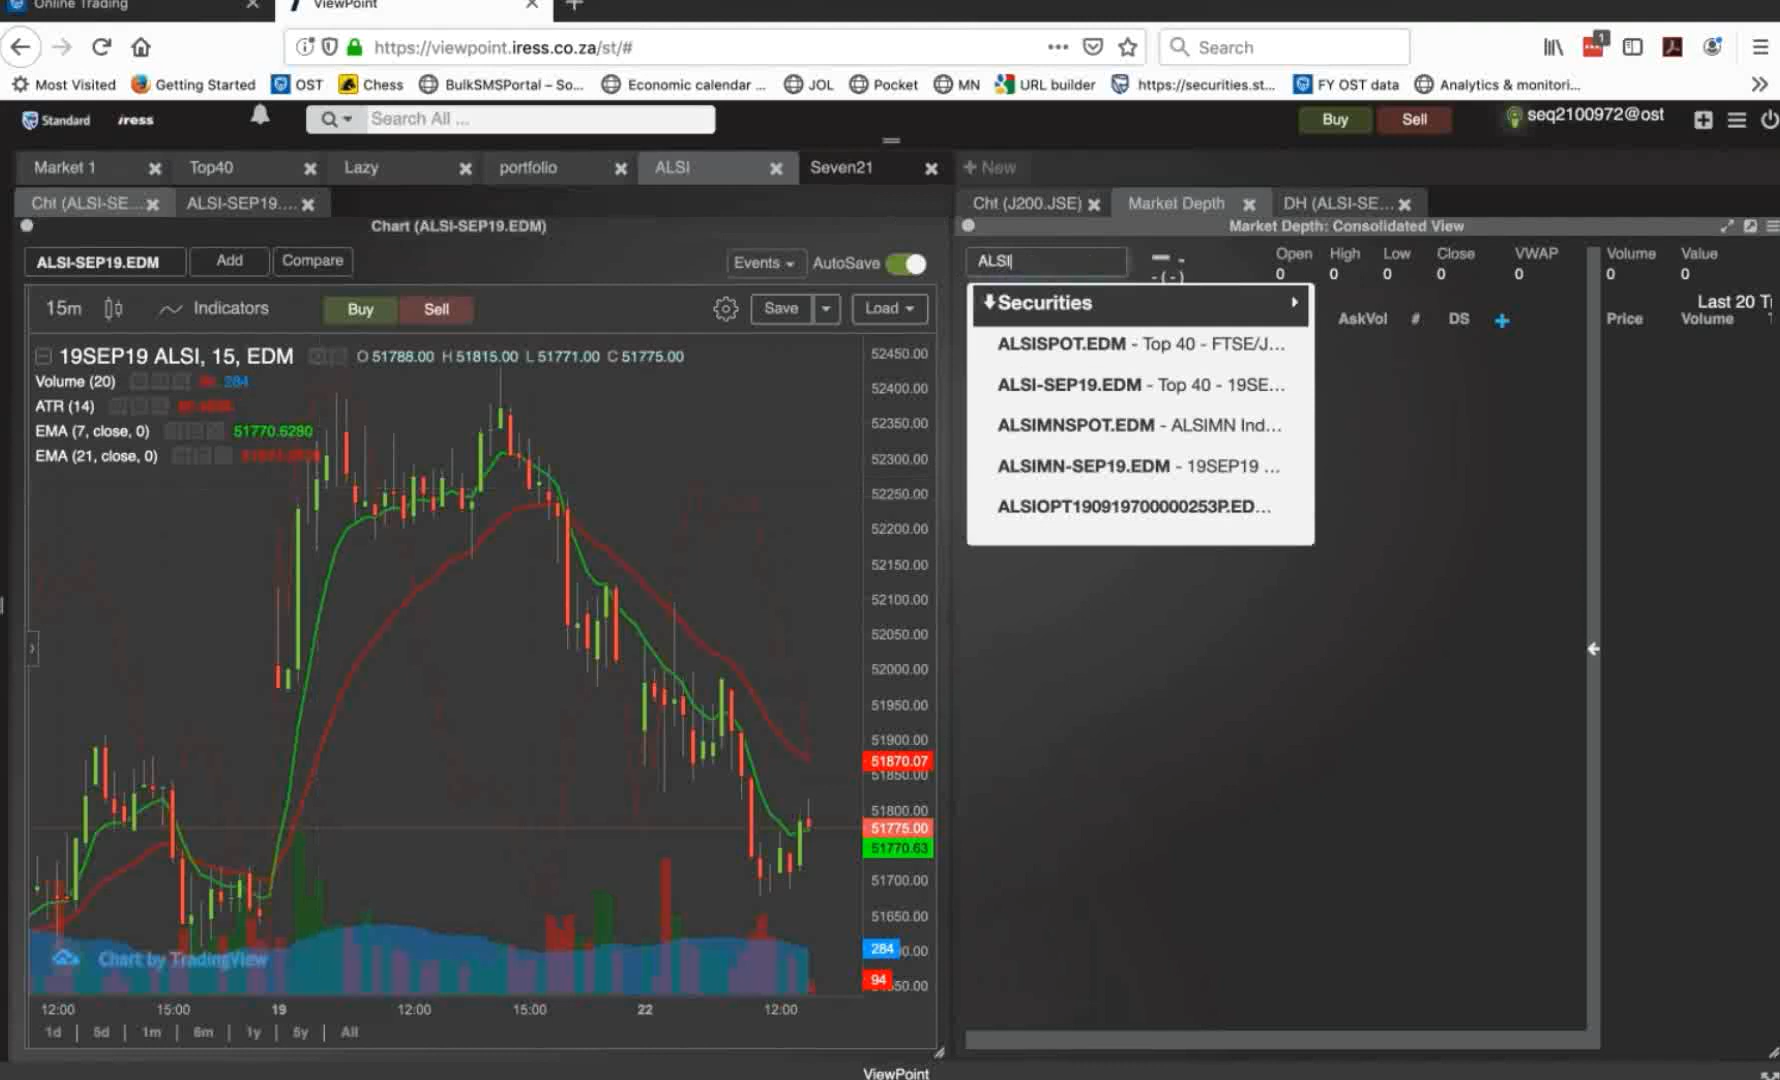 Online Trading
ViewPoint
https://viewpoint.iress.co.za/st/#
Search
1
Most Visited
Getting Started
OST
Chess
BulkSMSPortal – So...
Economic calendar ...
JOL
Pocket
MN
URL builder
https://securities.st...
FY OST data
Analytics & monitori...
Standard
iress
Search All ...
Buy
Sell
seq2100972@ost
Market 1
Top40
Lazy
portfolio
ALSI
Seven21
+ New
Cht (ALSI-SE...
ALSI-SEP19....
Cht (J200.JSE)
Market Depth
DH (ALSI-SE...
Chart (ALSI-SEP19.EDM)
Market Depth: Consolidated View
ALSI-SEP19.EDM
Add
Compare
Events
AutoSave
15m
Indicators
Buy
Sell
Save
Load
19SEP19 ALSI, 15, EDM
O 51788.00 H 51815.00 L 51771.00 C 51775.00
Volume (20)
284
ATR (14)
EMA (7, close, 0)
51770.6290
EMA (21, close, 0)
52450.00
52400.00
52350.00
52300.00
52250.00
52200.00
52150.00
52100.00
52050.00
52000.00
51950.00
51900.00
51870.07
51850.00
51800.00
51775.00
51770.63
51700.00
51650.00
284
94
Chart by TradingView
12:00
15:00
19
12:00
15:00
22
12:00
1d | 5d | 1m | 6m | 1y | 5y | All
ALSI
- -
- ( - )
Open
High
Low
Close
VWAP
Volume
Value
0
0
0
0
0
0
0
Last 20
AskVol
#
DS
+
Price
Volume
Securities
ALSISPOT.EDM - Top 40 - FTSE/J...
ALSI-SEP19.EDM - Top 40 - 19SE...
ALSIMNSPOT.EDM - ALSIMN Ind...
ALSIMN-SEP19.EDM - 19SEP19 ...
ALSIOPT190919700000253P.ED...
ViewPoint